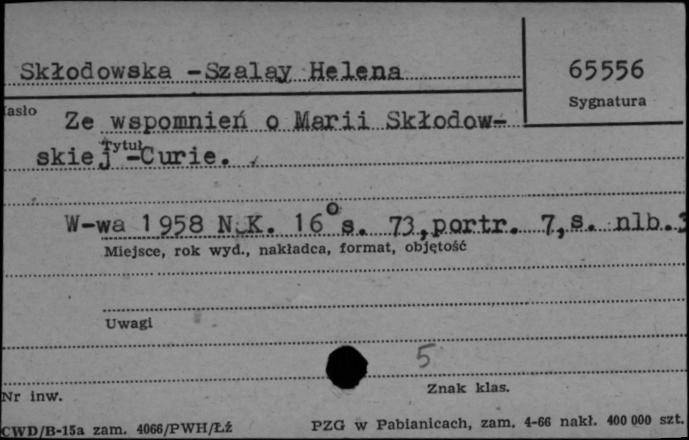 Skłodowska -Szalay Helena
65556
Sygnatura
asło
Ze wspomnień o Marii Skłodow-
Tytuł
skiej -Curie.
W-wa 1958 N.K. 16° s. 73, portr. 7, s. nlb. 3
Miejsce, rok wyd., nakładca, format, objętość
Uwagi
5
Nr inw.
Znak klas.
CWD/B-15a zam. 4066/PWH/Łź
PZG w Pabianicach, zam. 4-66 nakł. 400 000 szt.